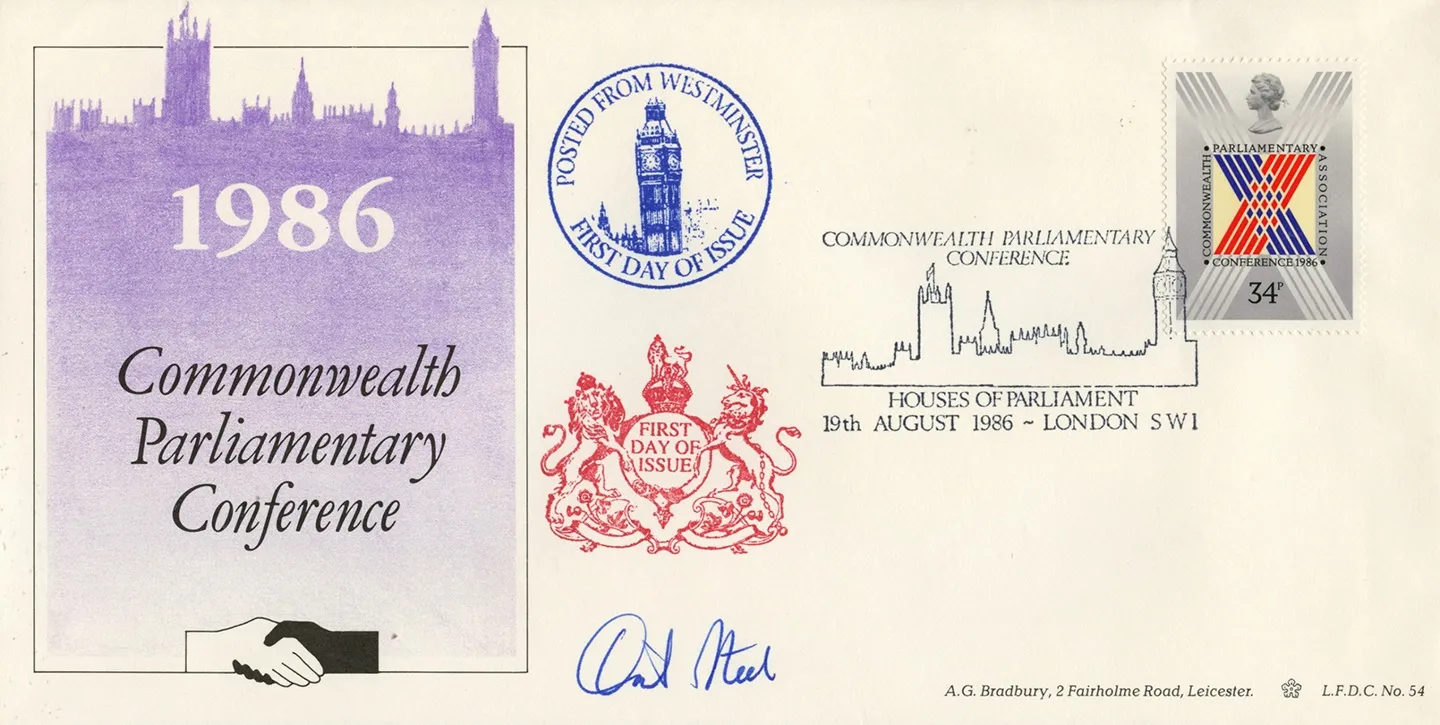 1986
Commonwealth
Parliamentary
Conference
POSTED FROM WESTMINSTER
FIRST DAY OF ISSUE
FIRST
DAY OF
ISSUE
David Steel
COMMONWEALTH PARLIAMENTARY
CONFERENCE
HOUSES OF PARLIAMENT
19th AUGUST 1986 ~ LONDON SW1
PARLIAMENTARY
COMMONWEALTH
ASSOCIATION
CONFERENCE 1986
34P
A.G. Bradbury, 2 Fairholme Road, Leicester.
L.F.D.C. No. 54